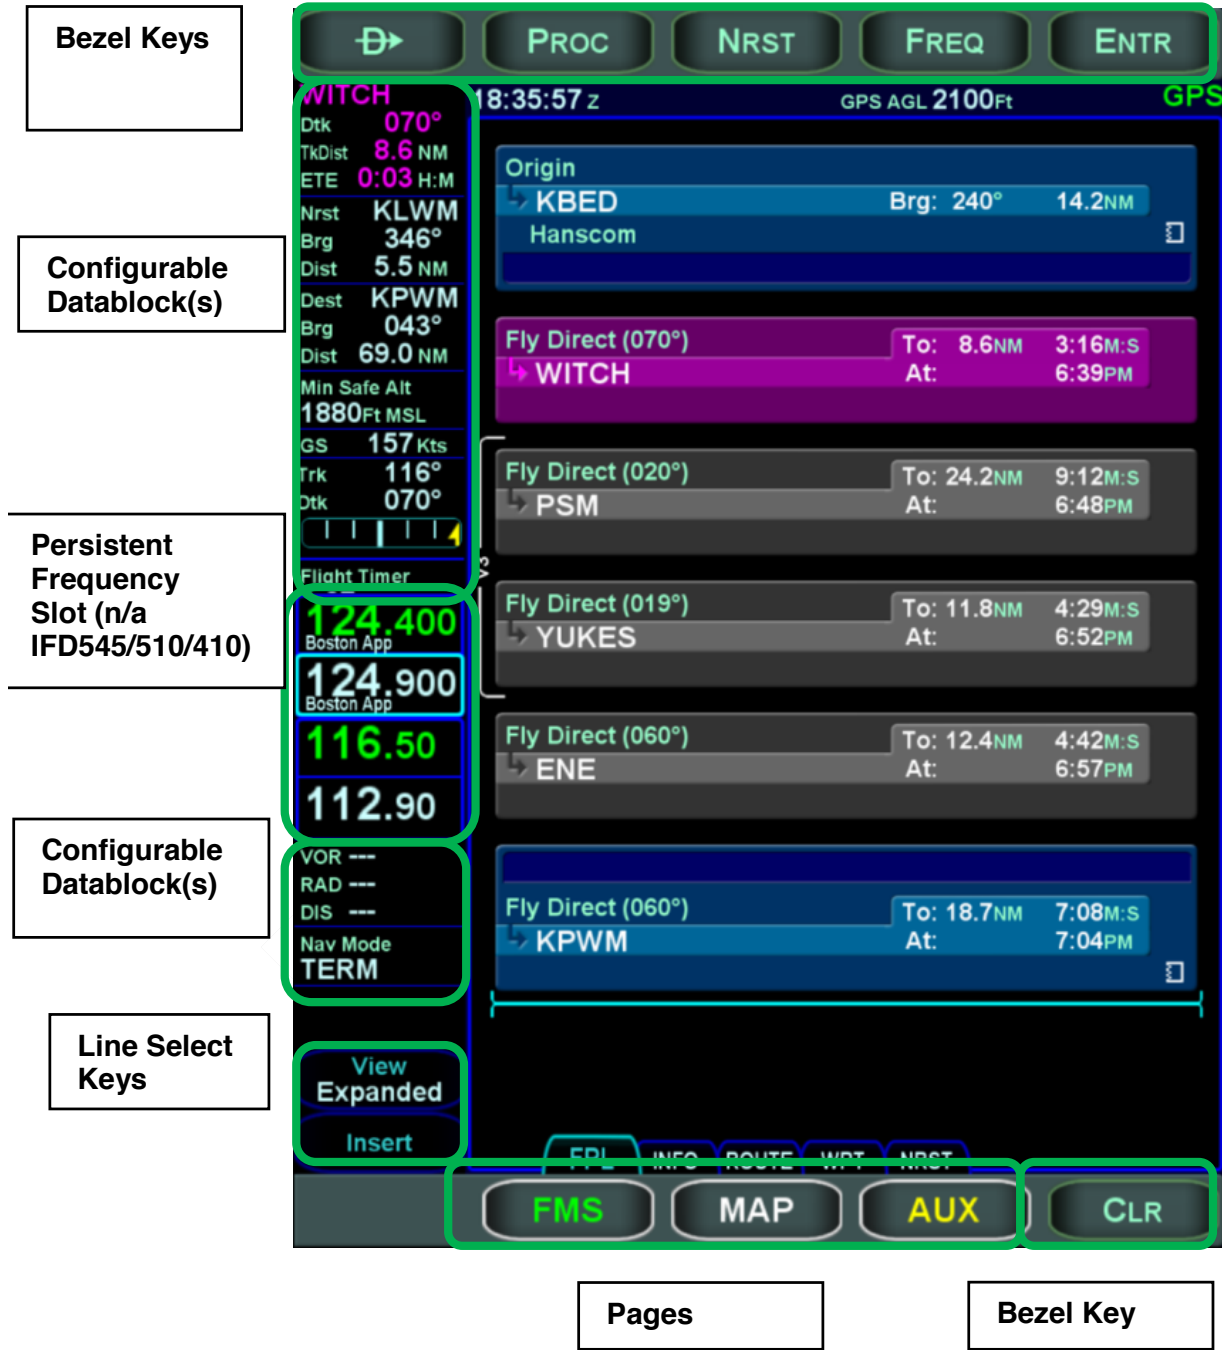 Bezel Keys
PROC NRST FREQ ENTR
WITCH
Dtk 070°
TkDist 8.6 NM
ETE 0:03 H:M
Nrst KLWM
Brg 346°
Dist 5.5 NM
Dest KPWM
Brg 043°
Dist 69.0 NM
Min Safe Alt
1880Ft MSL
GS 157 Kts
Trk 116°
Dtk 070°
Flight Timer
18:35:57 Z GPS AGL 2100Ft GPS
Origin
KBED Brg: 240° 14.2NM
Hanscom
Fly Direct (070°) To: 8.6NM 3:16M:S
WITCH At: 6:39PM
Fly Direct (020°) To: 24.2NM 9:12M:S
PSM At: 6:48PM
V3
Fly Direct (019°) To: 11.8NM 4:29M:S
YUKES At: 6:52PM
Fly Direct (060°) To: 12.4NM 4:42M:S
ENE At: 6:57PM
Fly Direct (060°) To: 18.7NM 7:08M:S
KPWM At: 7:04PM
Configurable
Datablock(s)
Persistent
Frequency
Slot (n/a
IFD545/510/410)
124.400
Boston App
124.900
Boston App
116.50
112.90
Configurable
Datablock(s)
VOR ---
RAD ---
DIS ---
Nav Mode
TERM
Line Select
Keys
View
Expanded
Insert
FPL INFO ROUTE WPT NRST
FMS MAP AUX CLR
Pages
Bezel Key